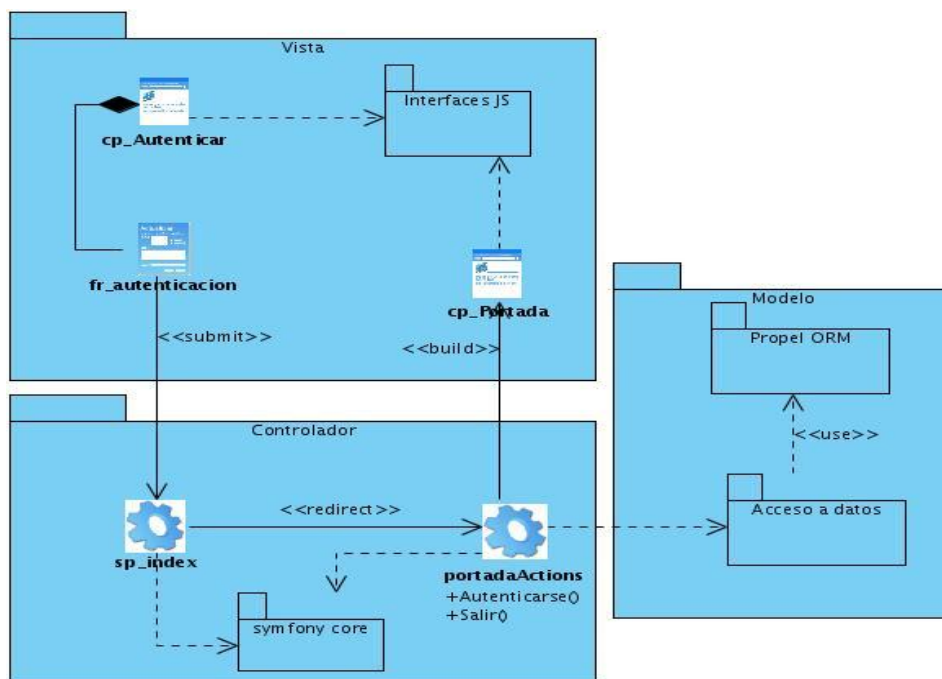 Vista
Interfaces JS
cp_Autenticar
fr_autenticacion
cp_Portada
<<submit>>
<<build>>
Modelo
Propel ORM
<<use>>
Acceso a datos
Controlador
<<redirect>>
sp_index
portadaActions
+Autenticarse()
+Salir()
symfony core